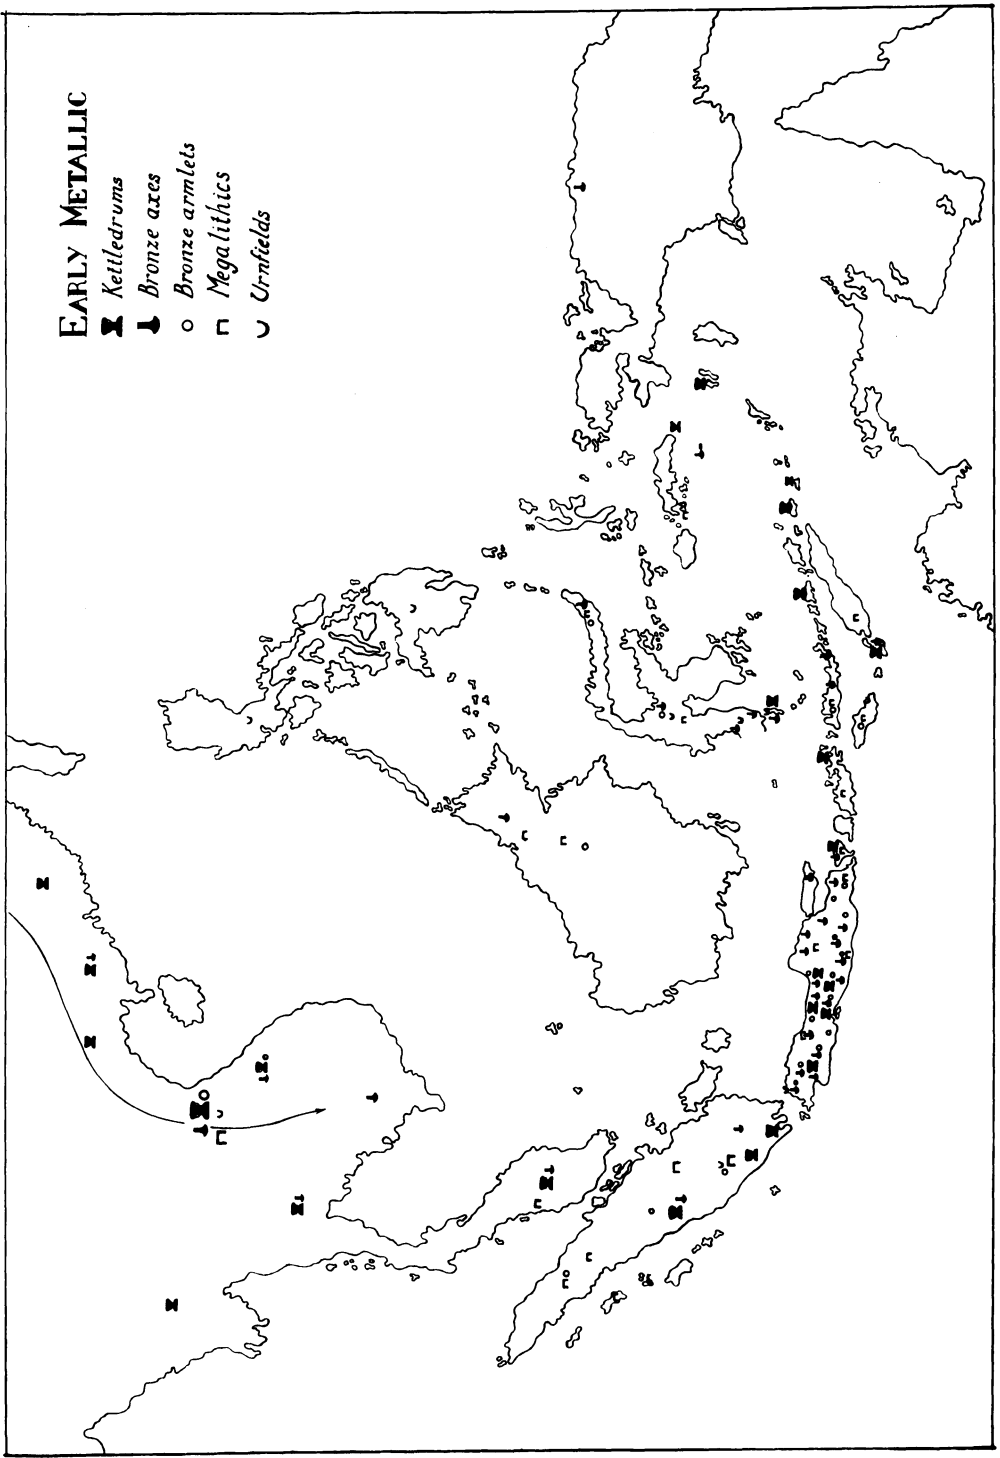 EARLY METALLIC
Kettledrums
Bronze axes
Bronze armlets
Megalithics
Urnfields